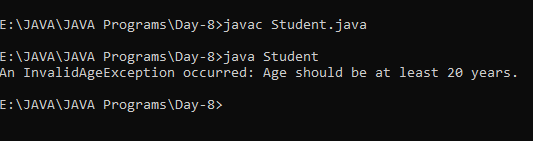 E:\JAVA\JAVA Programs\Day-8>javac Student.java
E:\JAVA\JAVA Programs\Day-8>java Student
An InvalidAgeException occurred: Age should be at least 20 years.
E:\JAVA\JAVA Programs\Day-8>